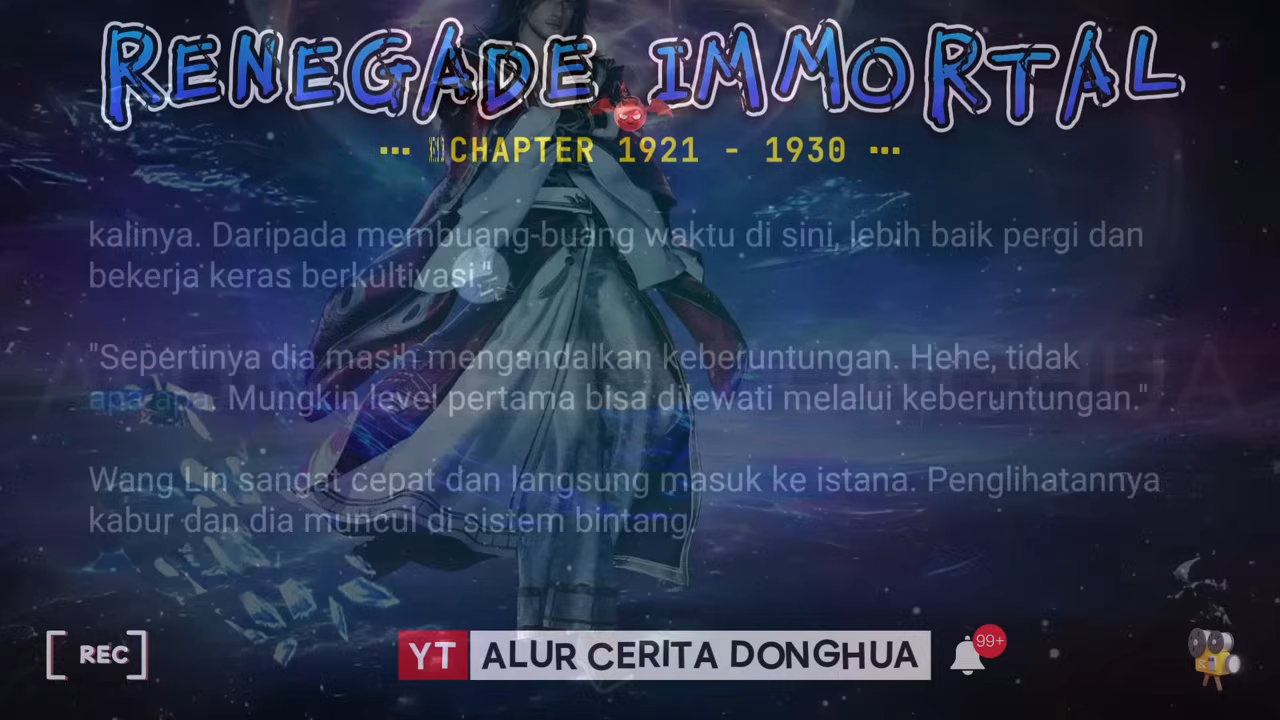 RENEGADE IMMORTAL
CHAPTER 1921 - 1930
kalinya. Daripada membuang-buang waktu di sini, lebih baik pergi dan
bekerja keras berkultivasi."
"Sepertinya dia masih mengandalkan keberuntungan. Hehe, tidak
apa-apa. Mungkin level pertama bisa dilewati melalui keberuntungan."
Wang Lin sangat cepat dan langsung masuk ke istana. Penglihatannya
kabur dan dia muncul di sistem bintang.
[ REC ]
YT ALUR CERITA DONGHUA
99+